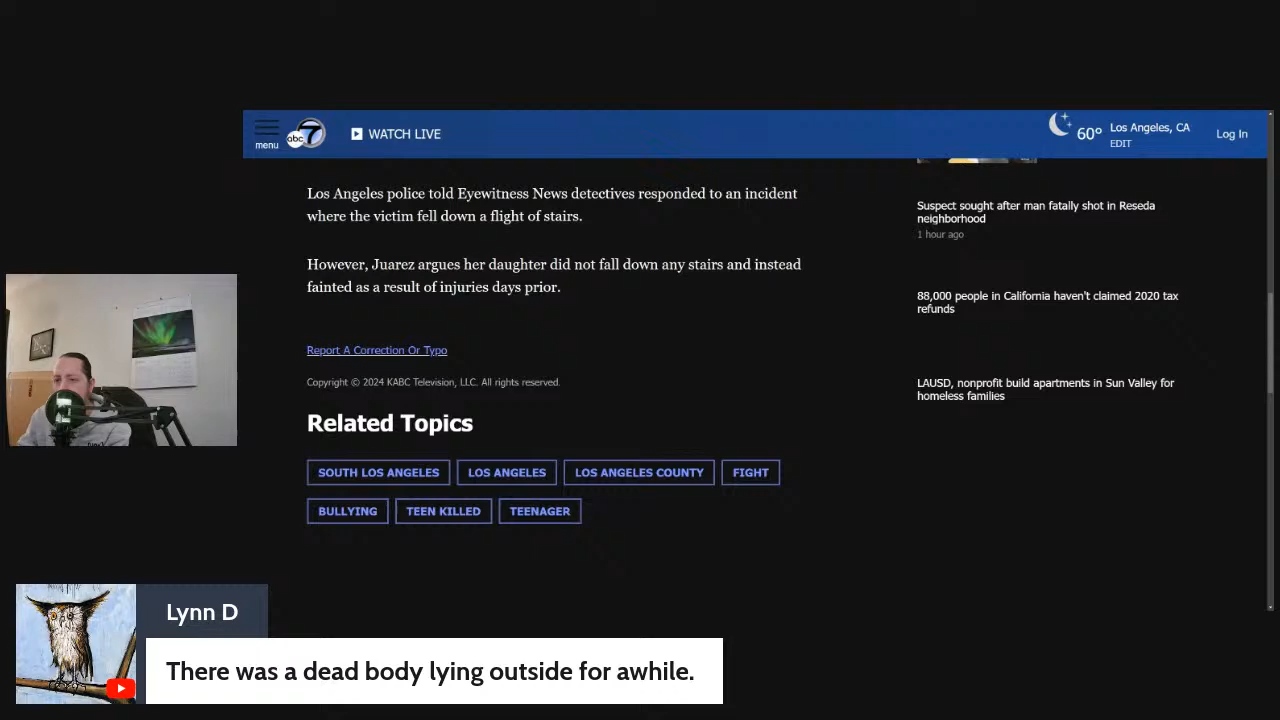 menu
abc 7
WATCH LIVE
60° Los Angeles, CA
EDIT
Log In
Los Angeles police told Eyewitness News detectives responded to an incident
where the victim fell down a flight of stairs.
However, Juarez argues her daughter did not fall down any stairs and instead
fainted as a result of injuries days prior.
Report A Correction Or Typo
Copyright © 2024 KABC Television, LLC. All rights reserved.
Related Topics
SOUTH LOS ANGELES LOS ANGELES LOS ANGELES COUNTY FIGHT
BULLYING TEEN KILLED TEENAGER
Suspect sought after man fatally shot in Reseda
neighborhood
1 hour ago
88,000 people in California haven't claimed 2020 tax
refunds
LAUSD, nonprofit build apartments in Sun Valley for
homeless families
Lynn D
There was a dead body lying outside for awhile.